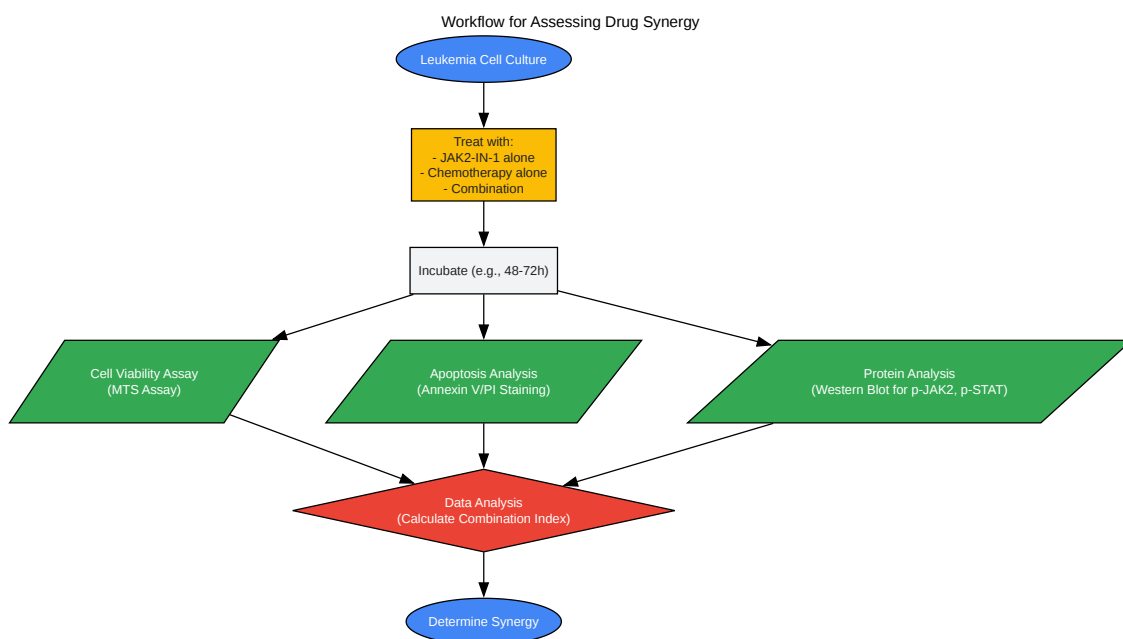 Workflow for Assessing Drug Synergy
Leukemia Cell Culture
Treat with:
- JAK2-IN-1 alone
- Chemotherapy alone
- Combination
Incubate (e.g., 48-72h)
Cell Viability Assay
(MTS Assay)
Apoptosis Analysis
(Annexin V/PI Staining)
Protein Analysis
(Western Blot for p-JAK2, p-STAT)
Data Analysis
(Calculate Combination Index)
Determine Synergy